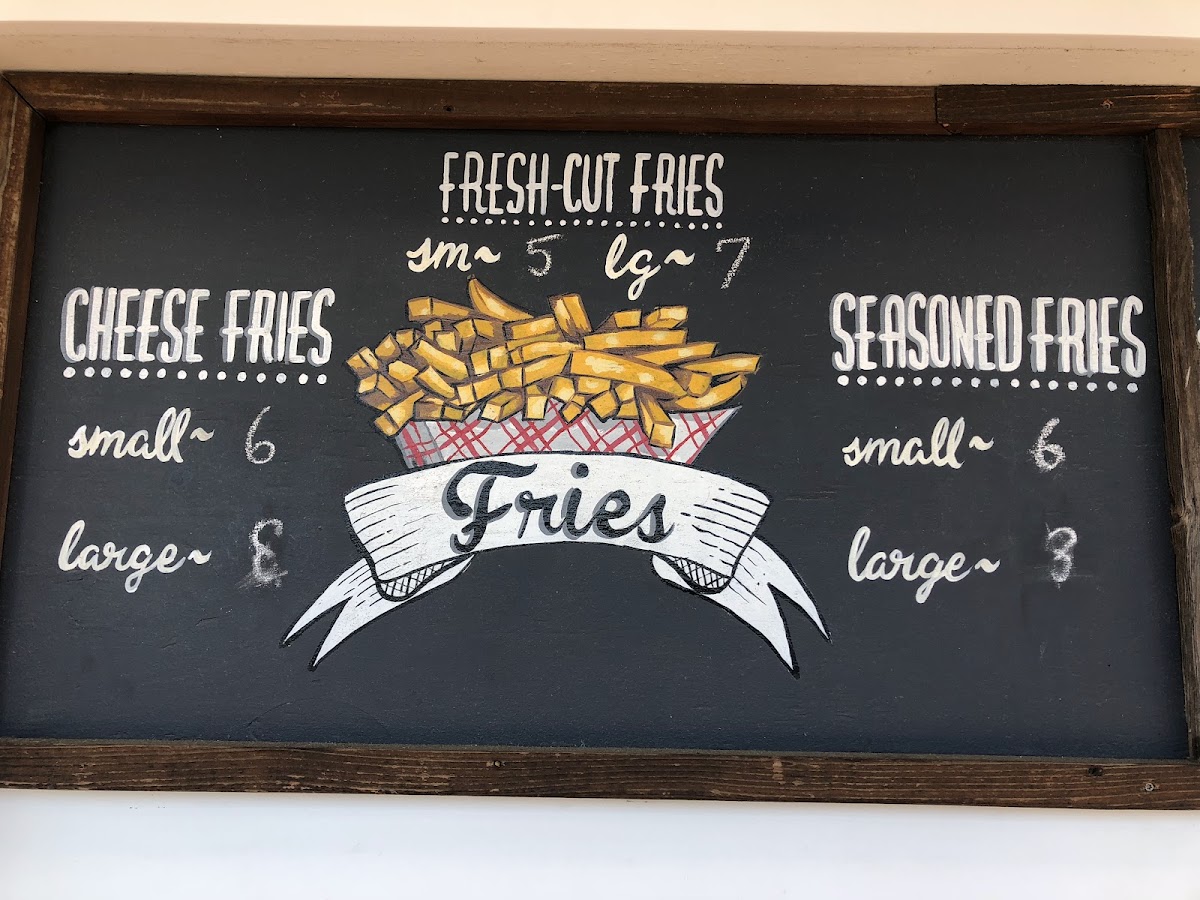 FRESH-CUT FRIES
sm~ 5 lg~ 7
CHEESE FRIES
small~ 6
large~ 8
Fries
SEASONED FRIES
small~ 6
large~ 8